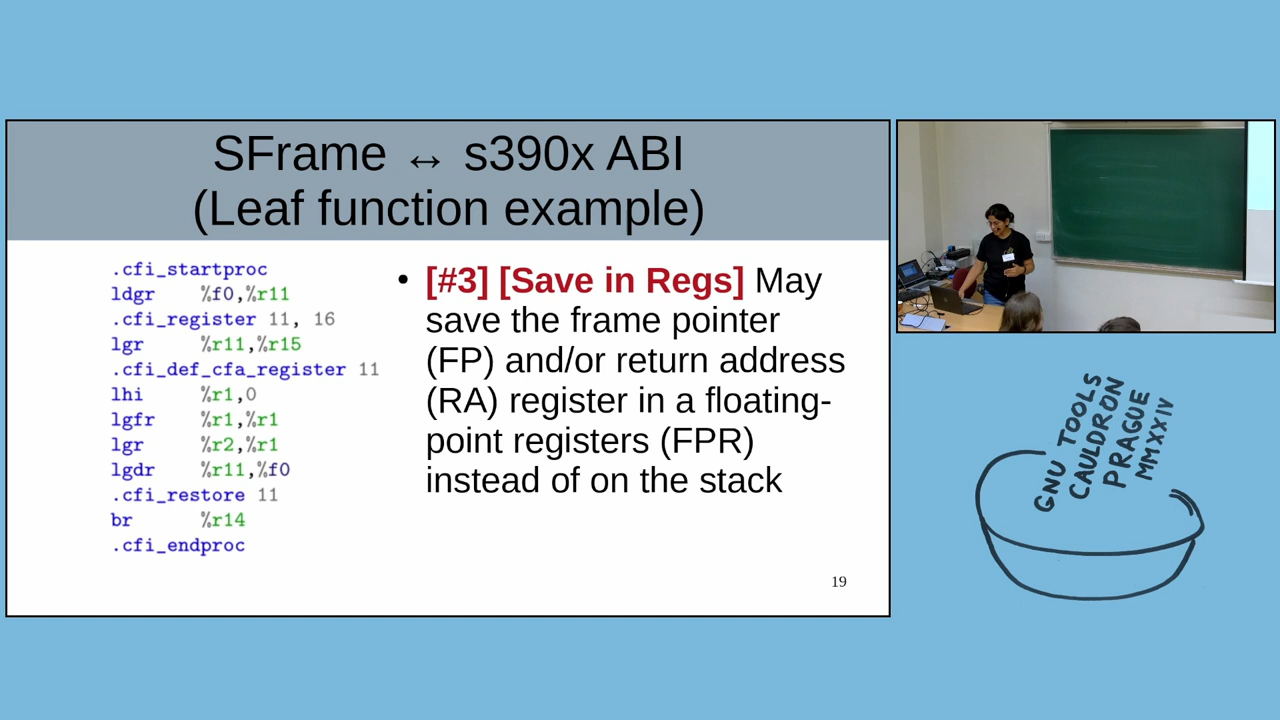 SFrame ↔ s390x ABI
(Leaf function example)
.cfi_startproc
ldgr %f0,%r11
.cfi_register 11, 16
lgr %r11,%r15
.cfi_def_cfa_register 11
lhi %r1,0
lgfr %r1,%r1
lgr %r2,%r1
lgdr %r11,%f0
.cfi_restore 11
br %r14
.cfi_endproc
• [#3] [Save in Regs] May
save the frame pointer
(FP) and/or return address
(RA) register in a floating-
point registers (FPR)
instead of on the stack
19
GNU TOOLS
CAULDRON
PRAGUE
MMXXIV